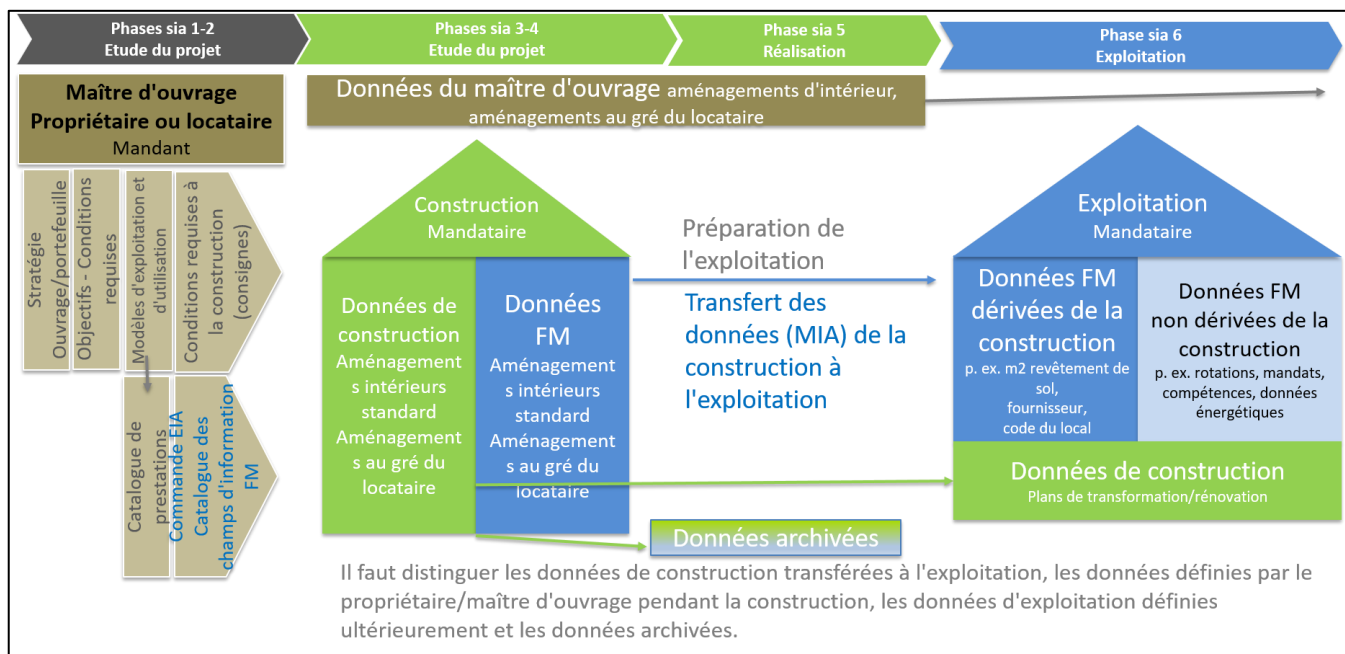 Phases sia 1-2
Etude du projet
Phases sia 3-4
Etude du projet
Phase sia 5
Réalisation
Phase sia 6
Exploitation
Maître d'ouvrage
Propriétaire ou locataire
Mandant
Données du maître d'ouvrage aménagements d'intérieur,
aménagements au gré du locataire
Stratégie
Ouvrage/portefeuille
Objectifs - Conditions
requises
Modèles d'exploitation et
d'utilisation
Conditions requises à
la construction
(consignes)
Catalogue de
prestations
Commande EIA
Catalogue des
champs d'information
FM
Construction
Mandataire
Données de
construction
Aménagement
s intérieurs
standard
Aménagement
s au gré du
locataire
Données
FM
Aménagement
s intérieurs
standard
Aménagement
s au gré du
locataire
Préparation de
l'exploitation
Transfert des
données (MIA) de la
construction à
l'exploitation
Exploitation
Mandataire
Données FM
dérivées de la
construction
p. ex. m2 revêtement de
sol,
fournisseur,
code du local
Données FM
non dérivées de la
construction
p. ex. rotations, mandats,
compétences, données
énergétiques
Données de construction
Plans de transformation/rénovation
Données archivées
Il faut distinguer les données de construction transférées à l'exploitation, les données définies par le
propriétaire/maître d'ouvrage pendant la construction, les données d'exploitation définies
ultérieurement et les données archivées.